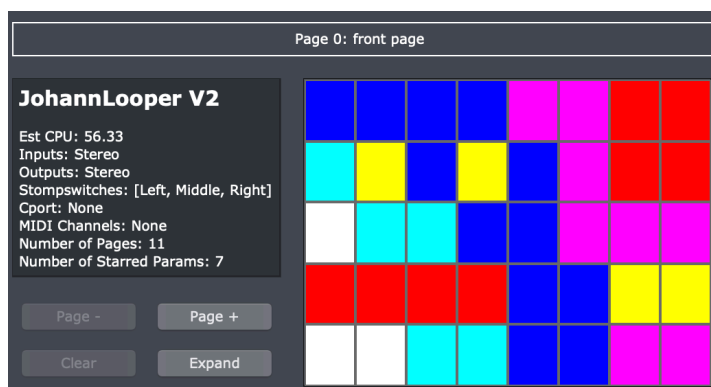 Page 0: front page
JohannLooper V2
Est CPU: 56.33
Inputs: Stereo
Outputs: Stereo
Stompswitches: [Left, Middle, Right]
Cport: None
MIDI Channels: None
Number of Pages: 11
Number of Starred Params: 7
Page -
Page +
Clear
Expand